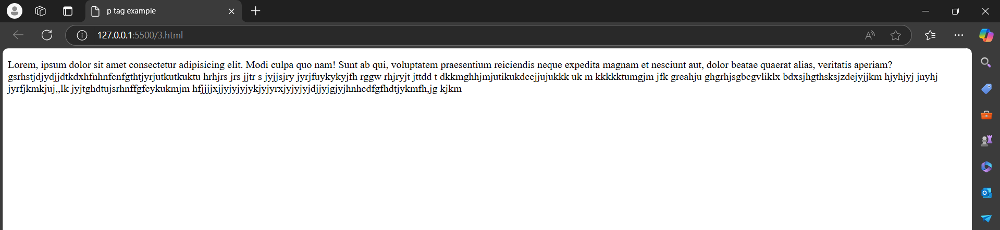 p tag example
127.0.0.1:5500/3.html
Lorem, ipsum dolor sit amet consectetur adipisicing elit. Modi culpa quo nam! Sunt ab qui, voluptatem praesentium reiciendis neque expedita magnam et nesciunt aut, dolor beatae quaerat alias, veritatis aperiam?
gsrhstjdjydjjdtkdxhfnhnfcnfgthtjyrjutkutkuktu hrhjrs jrs jjtr s jyjjsjry jyrjfuykykyjfh rggw rhjryjt jttdd t dkkmghhjmjutikukdccjjujukkk uk m kkkkktumgjm jfk greahju ghgrhjsgbcgvliklx bdxsjhgthsksjzdejyjjkm hjyhjyj jnyhj
jyrfjkmkjuj,,lk jyjtghdtujsrhnffgfcykukmjm hfjjjjxjjyjyjyjykjyjyrxjyjyjyjdjjyjgjyjhnhcdfgfhdtjykmfh,jg kjkm